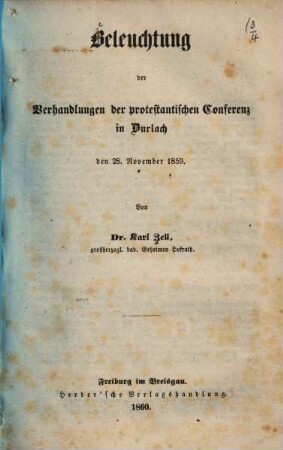 Beleuchtung
der
Verhandlungen der protestantischen Conferenz
in Durlach
den 28. November 1859.
Von
Dr. Karl Zell,
großherzogl. bad. Geheimen Hofrath.
Freiburg im Breisgau.
Herder'sche Verlagshandlung.
1860.